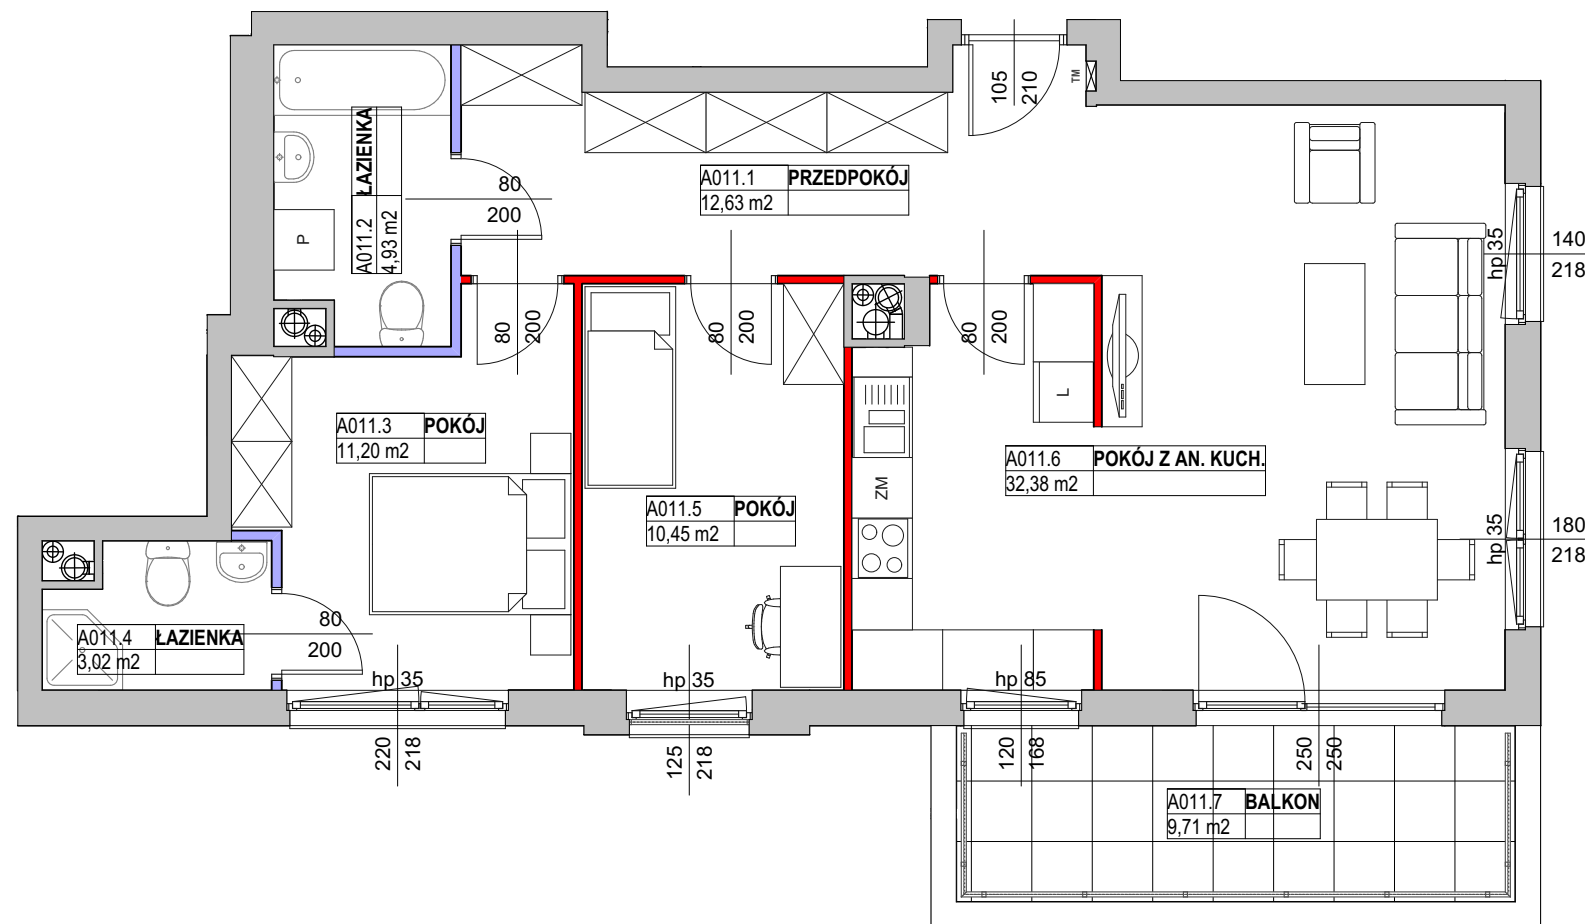 105
210
TM
A011.1 PRZEDPOKÓJ
12,63 m2
A011.2 ŁAZIENKA
4,93 m2
P
80
200
hp 35
140
218
80
200
80
200
80
200
L
A011.3 POKÓJ
11,20 m2
A011.6 POKÓJ Z AN. KUCH.
32,38 m2
ZM
A011.5 POKÓJ
10,45 m2
hp 35
180
218
A011.4 ŁAZIENKA
3,02 m2
80
200
hp 35
hp 35
hp 85
220
218
125
218
120
168
250
250
A011.7 BALKON
9,71 m2